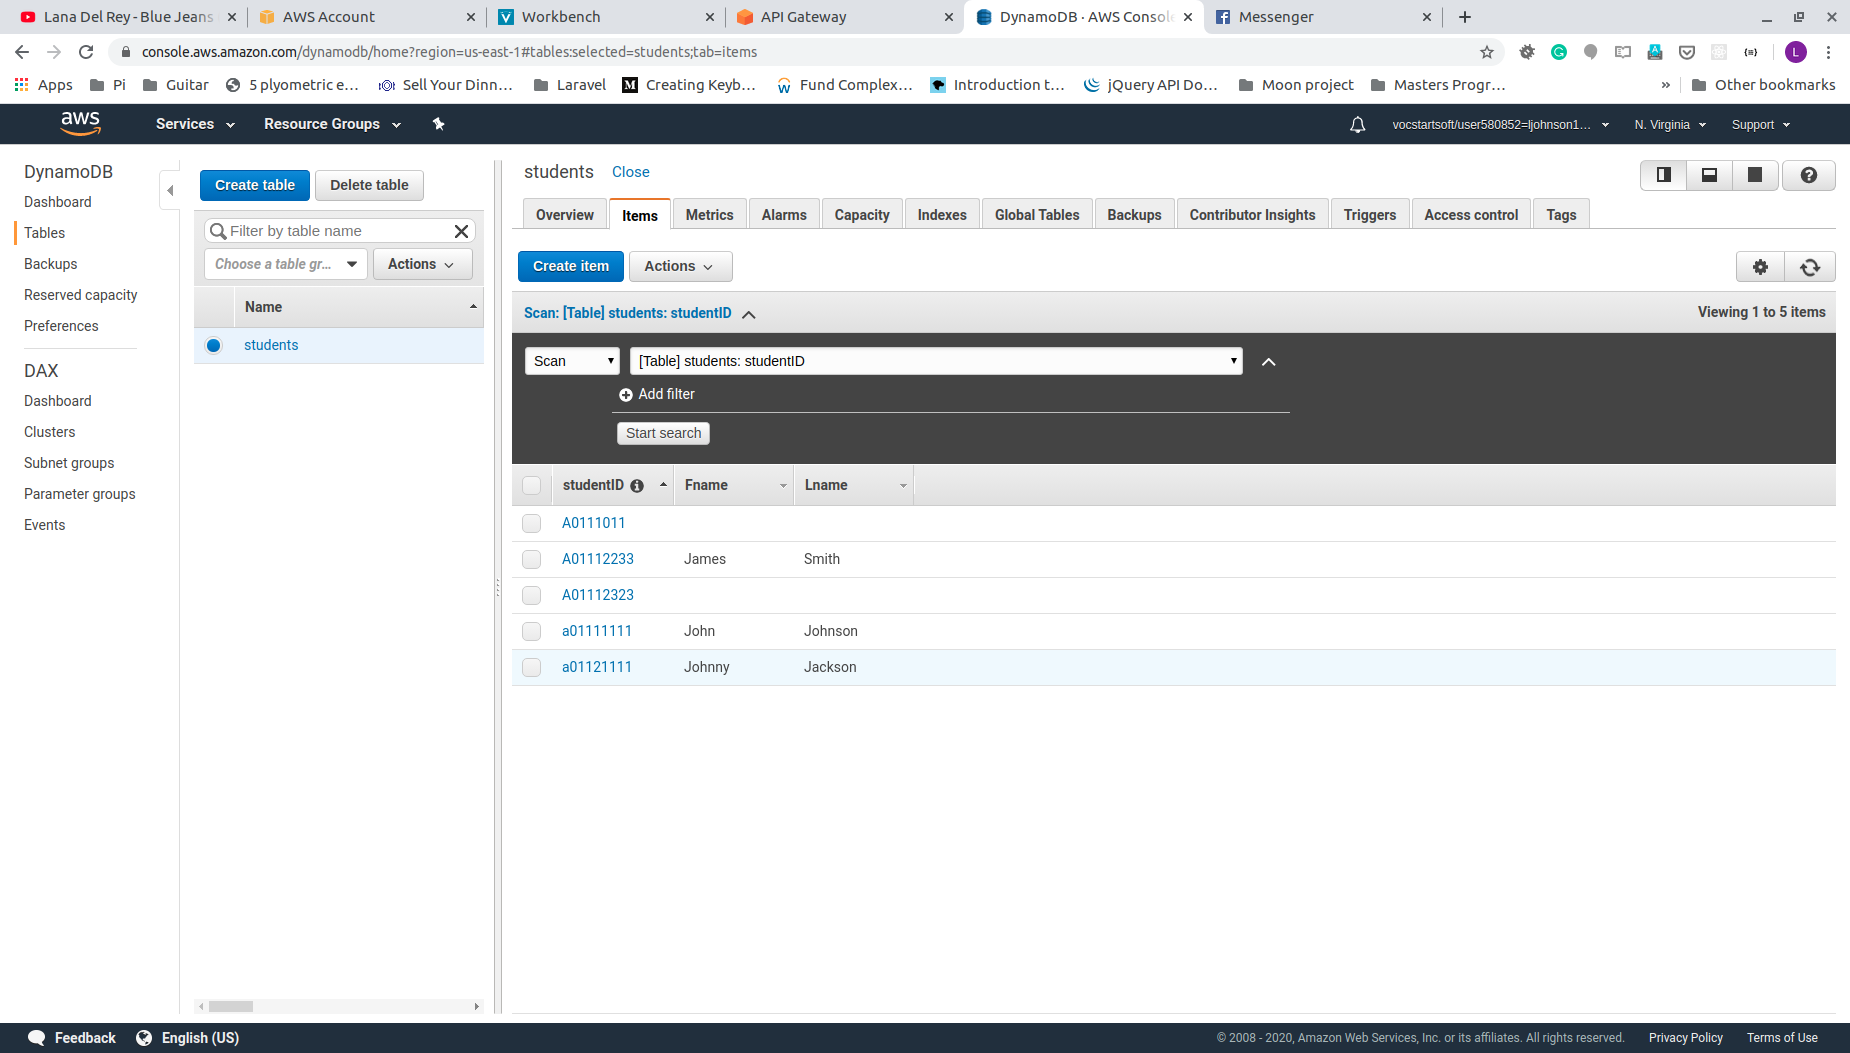 Lana Del Rey - Blue Jeans
AWS Account
Workbench
API Gateway
DynamoDB · AWS Consol
Messenger
console.aws.amazon.com/dynamodb/home?region=us-east-1#tables:selected=students;tab=items
L
Apps
Pi
Guitar
5 plyometric e...
Sell Your Dinn...
Laravel
M
Creating Keyb...
Fund Complex...
Introduction t...
jQuery API Do...
Moon project
Masters Progr...
»
Other bookmarks
aws
Services
Resource Groups
vocstartsoft/user580852=ljohnson1...
N. Virginia
Support
DynamoDB
Dashboard
Tables
Backups
Reserved capacity
Preferences
DAX
Dashboard
Clusters
Subnet groups
Parameter groups
Events
Create table
Delete table
Filter by table name
Choose a table gr...
Actions
Name
students
students
Close
Overview
Items
Metrics
Alarms
Capacity
Indexes
Global Tables
Backups
Contributor Insights
Triggers
Access control
Tags
Create item
Actions
Scan: [Table] students: studentID
Viewing 1 to 5 items
Scan
[Table] students: studentID
Add filter
Start search
studentID
Fname
Lname
A0111011
A01112233
James
Smith
A01112323
a01111111
John
Johnson
a01121111
Johnny
Jackson
Feedback
English (US)
© 2008 - 2020, Amazon Web Services, Inc. or its affiliates. All rights reserved.
Privacy Policy
Terms of Use